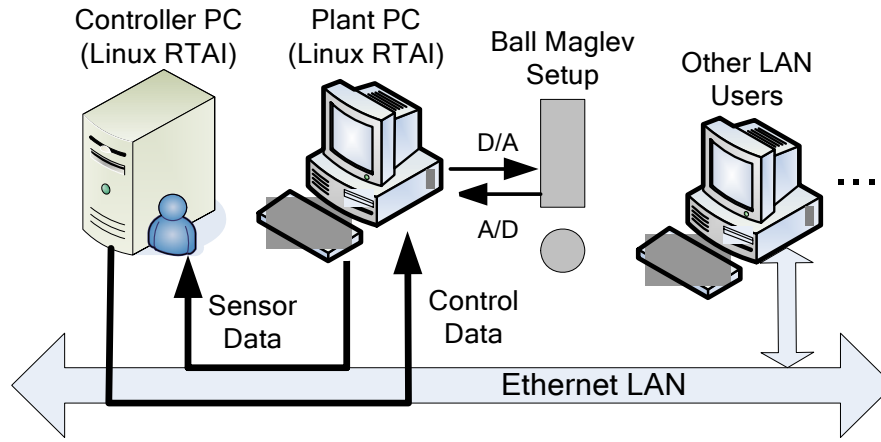 Controller PC
(Linux RTAI)
Plant PC
(Linux RTAI)
Ball Maglev
Setup
Other LAN
Users
D/A
A/D
....
Sensor
Data
Control
Data
Ethernet LAN